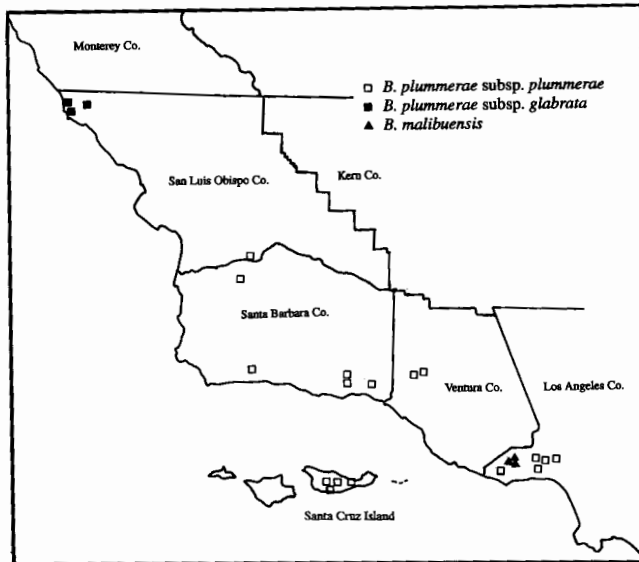 Monterey Co.
B. plummerae subsp. plummerae
B. plummerae subsp. glabrata
B. malibuensis
San Luis Obispo Co.
Kern Co.
Santa Barbara Co.
Ventura Co.
Los Angeles Co.
Santa Cruz Island